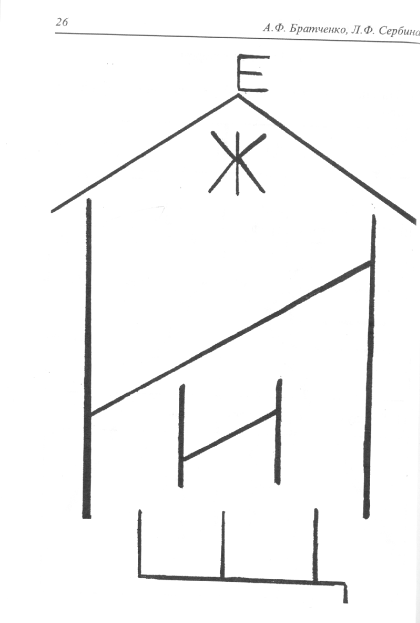 26 А.Ф. Братченко, Л.Ф. Сербина
Е
Ж
И
И
Щ